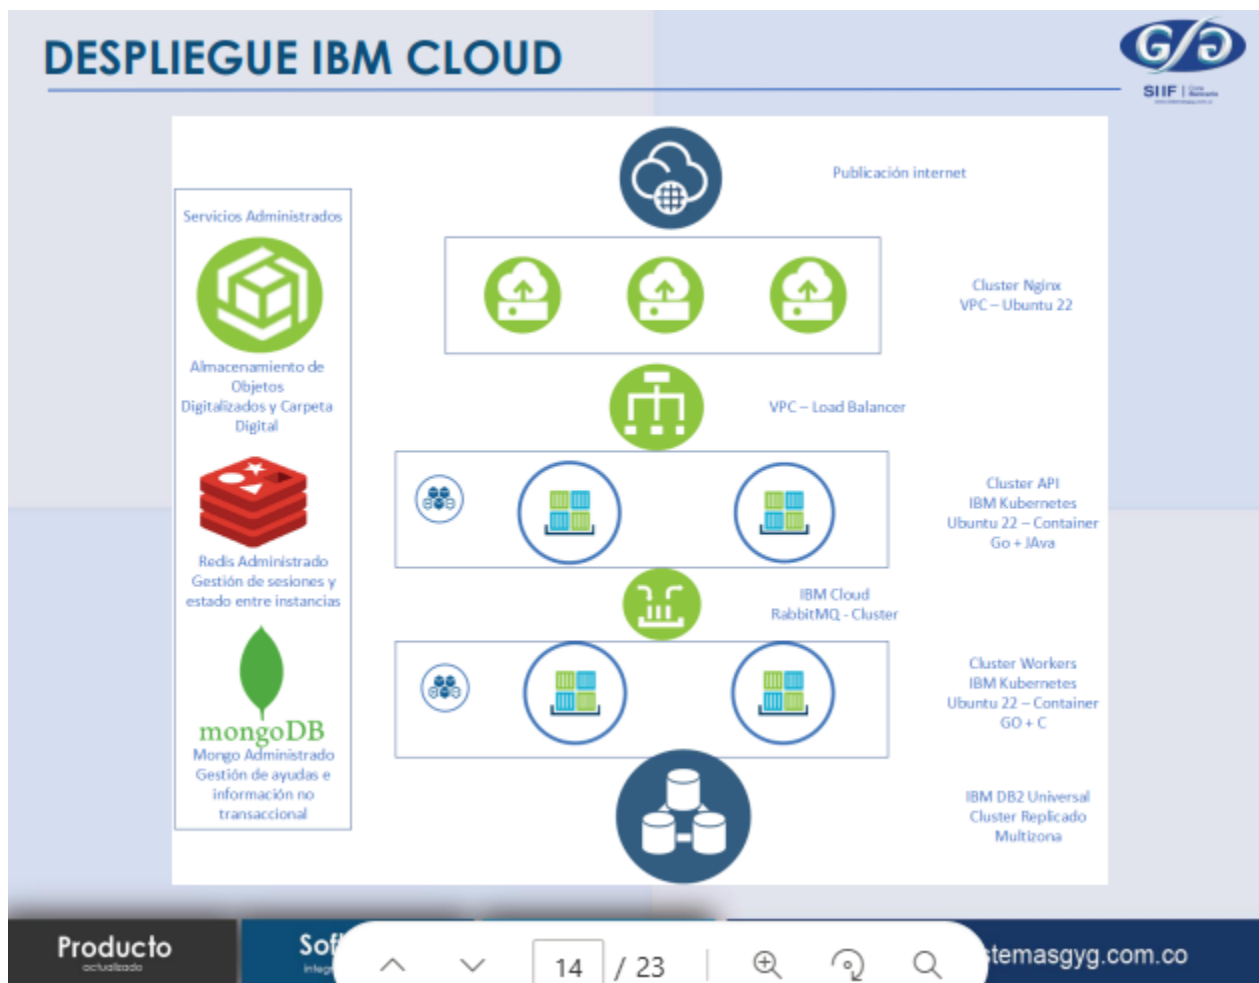 DESPLIEGUE IBM CLOUD
SIIF
Publicación internet
Servicios Administrados
Cluster Nginx
VPC – Ubuntu 22
Almacenamiento de
Objetos
Digitalizados y Carpeta
Digital
VPC – Load Balancer
Cluster API
IBM Kubernetes
Ubuntu 22 – Container
Go + JAva
Redis Administrado
Gestión de sesiones y
estado entre instancias
IBM Cloud
RabbitMQ - Cluster
mongoDB
Mongo Administrado
Gestión de ayudas e
información no
transaccional
Cluster Workers
IBM Kubernetes
Ubuntu 22 – Container
GO + C
IBM DB2 Universal
Cluster Replicado
Multizona
Producto
actualizado
Sof
integ
14 / 23
stemasgyg.com.co